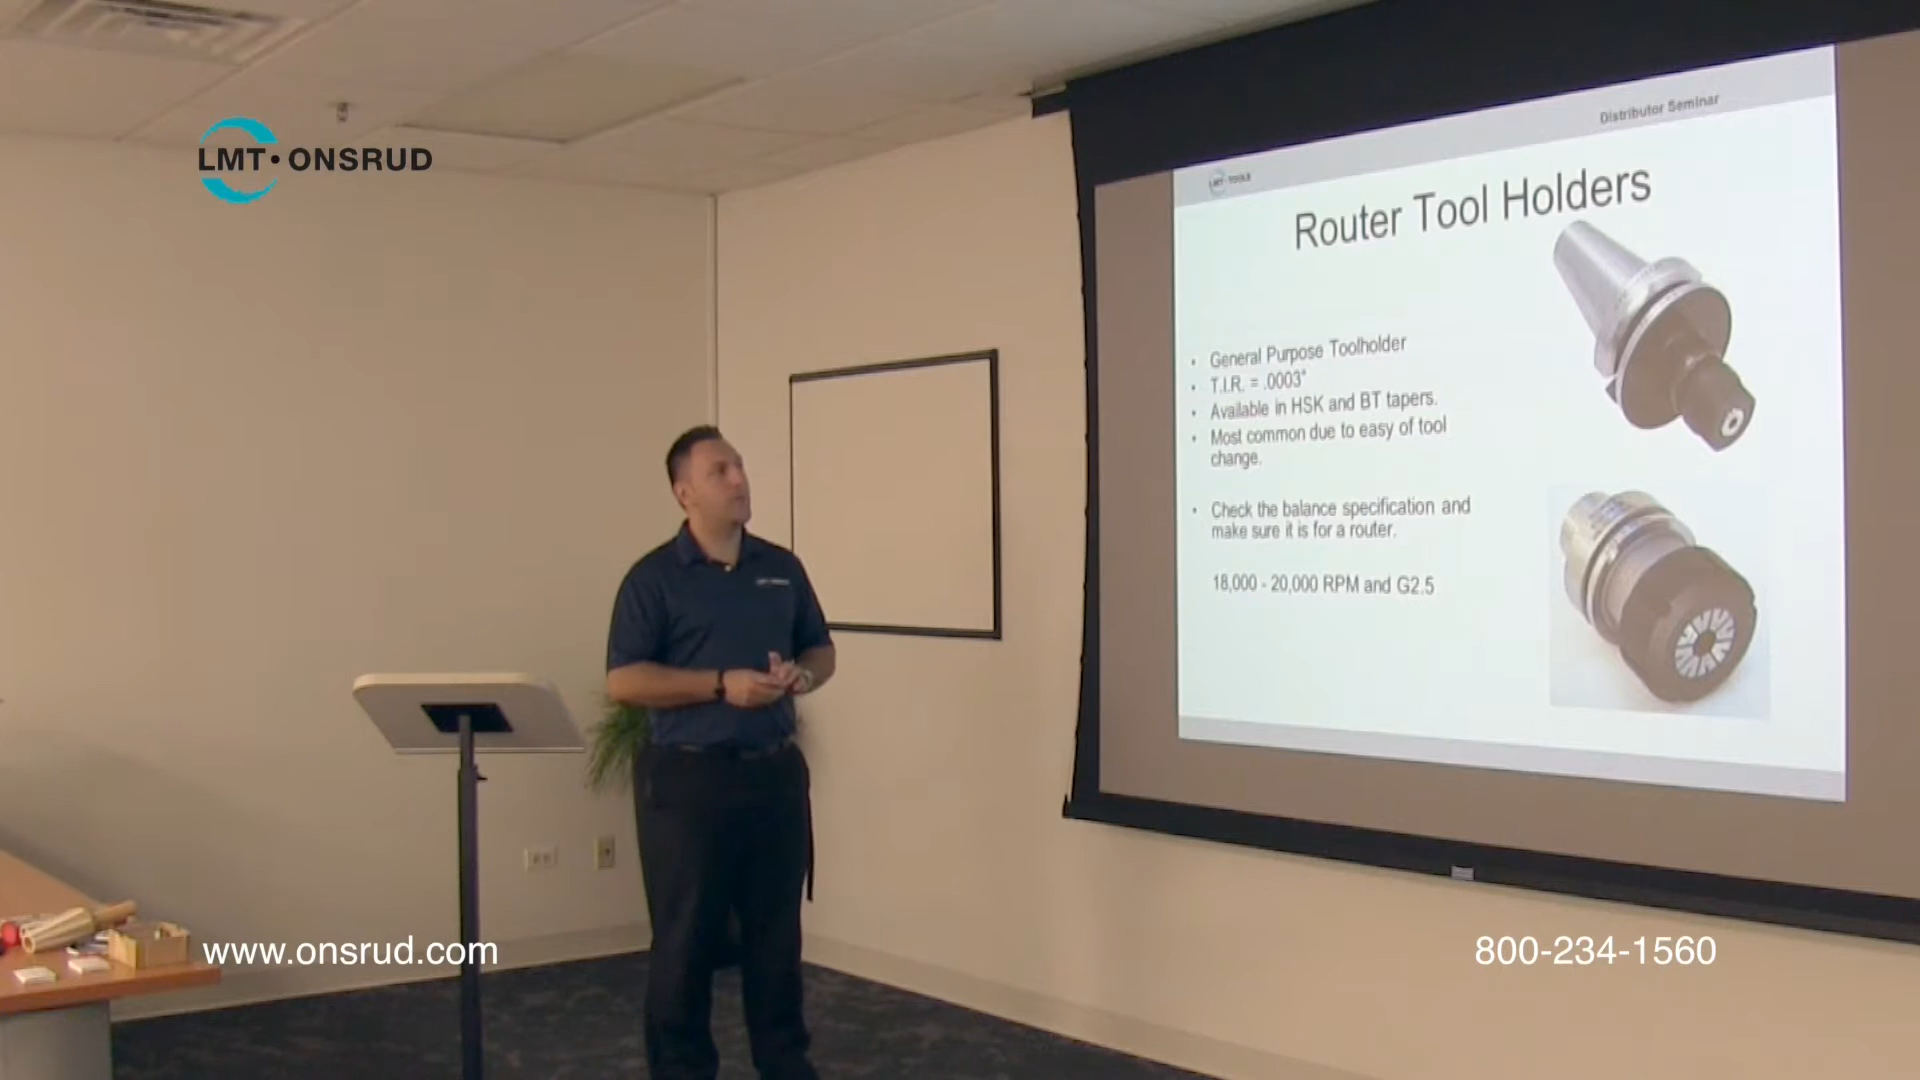 LMT•ONSRUD
Distributor Seminar
LMT•TOOLS
Router Tool Holders
• General Purpose Toolholder
• T.I.R. = .0003"
• Available in HSK and BT tapers.
• Most common due to easy of tool
change.
• Check the balance specification and
make sure it is for a router.
18,000 - 20,000 RPM and G2.5
www.onsrud.com
800-234-1560